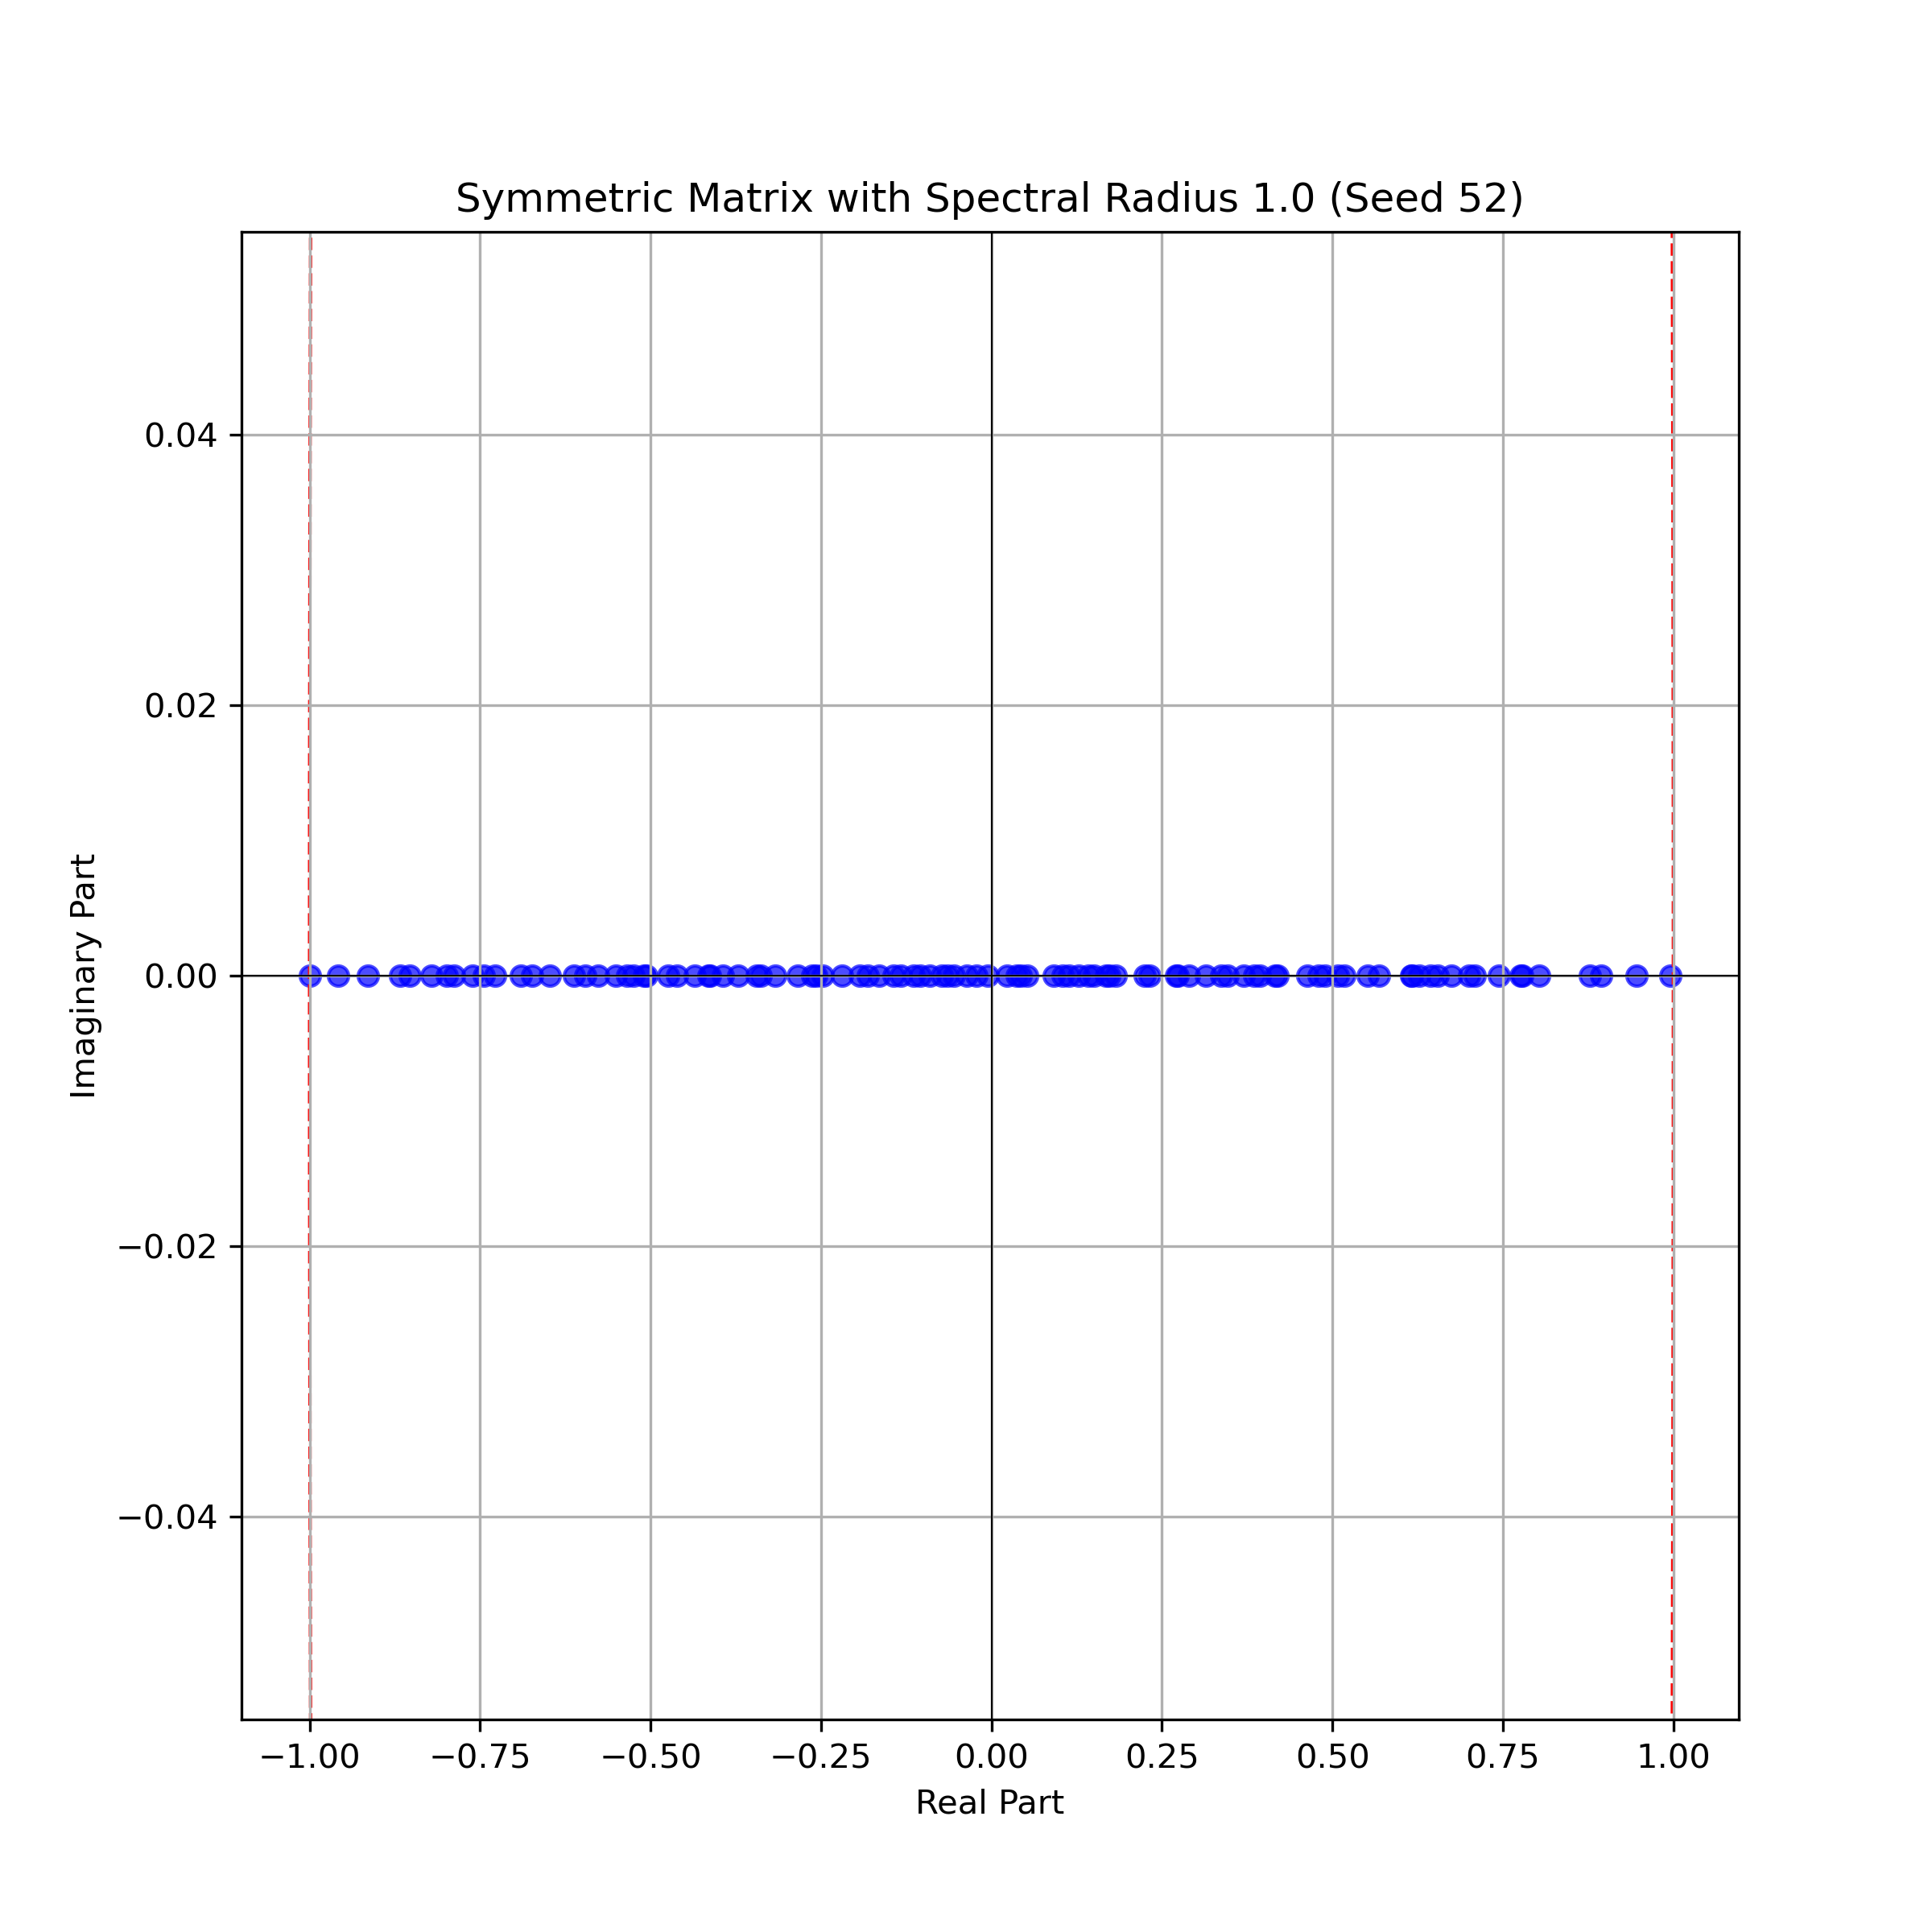 Symmetric Matrix with Spectral Radius 1.0 (Seed 52)
Imaginary Part
0.04
0.02
0.00
−0.02
−0.04
−1.00 −0.75 −0.50 −0.25 0.00 0.25 0.50 0.75 1.00
Real Part